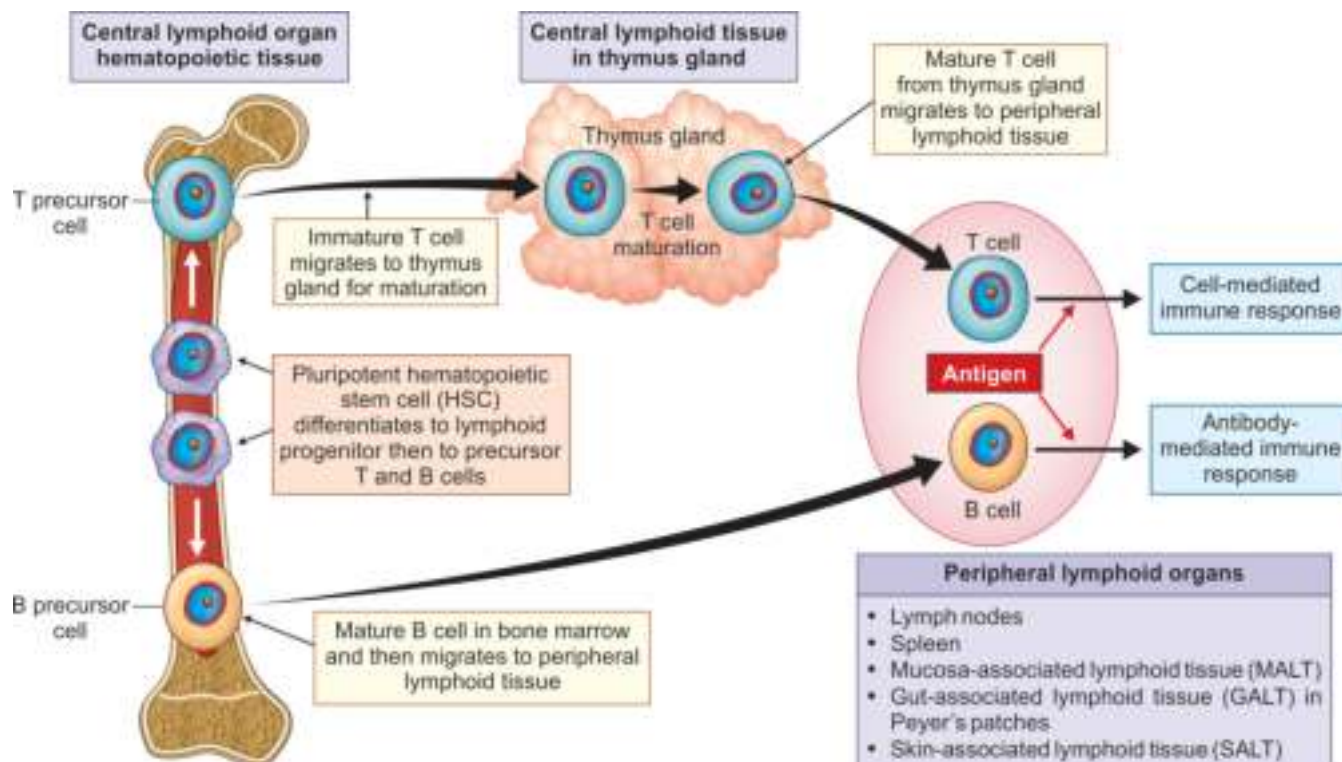 Central lymphoid organ
hematopoietic tissue
Central lymphoid tissue
in thymus gland
Mature T cell
from thymus gland
migrates to peripheral
lymphoid tissue
Thymus gland
T precursor
cell
T cell
maturation
Immature T cell
migrates to thymus
gland for maturation
T cell
Cell-mediated
immune response
Pluripotent hematopoietic
stem cell (HSC)
differentiates to lymphoid
progenitor then to precursor
T and B cells
Antigen
Antibody-
mediated immune
response
B cell
B precursor
cell
Mature B cell in bone marrow
and then migrates to peripheral
lymphoid tissue
Peripheral lymphoid organs
• Lymph nodes
• Spleen
• Mucosa-associated lymphoid tissue (MALT)
• Gut-associated lymphoid tissue (GALT) in
Peyer's patches
• Skin-associated lymphoid tissue (SALT)